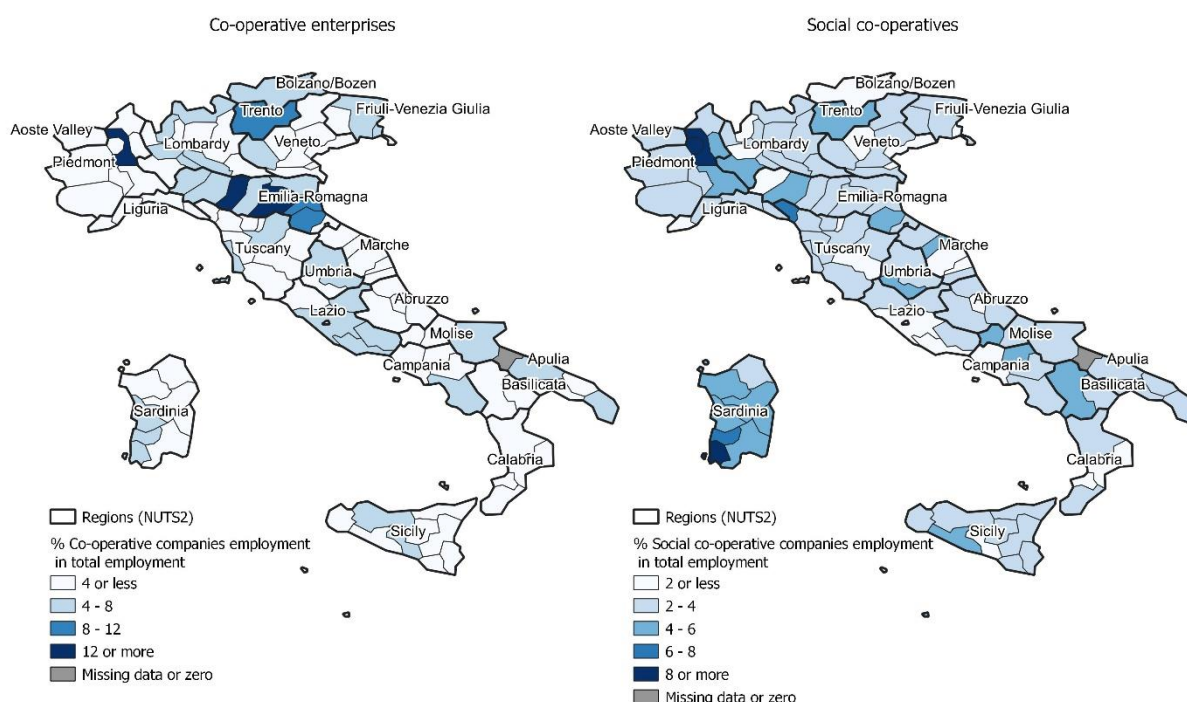 Co-operative enterprises
Bolzano/Bozen
Trento
Friuli-Venezia Giulia
Aoste Valley
Lombardy
Veneto
Piedmont
Emilia-Romagna
Liguria
Tuscany
Marche
Umbria
Abruzzo
Lazio
Molise
Apulia
Campania
Basilicata
Sardinia
Calabria
Sicily
Regions (NUTS2)
% Co-operative companies employment
in total employment
4 or less
4 - 8
8 - 12
12 or more
Missing data or zero
Social co-operatives
Bolzano/Bozen
Trento
Friuli-Venezia Giulia
Aoste Valley
Lombardy
Veneto
Piedmont
Emilia-Romagna
Liguria
Tuscany
Marche
Umbria
Abruzzo
Lazio
Molise
Apulia
Campania
Basilicata
Sardinia
Calabria
Sicily
Regions (NUTS2)
% Social co-operative companies employment
in total employment
2 or less
2 - 4
4 - 6
6 - 8
8 or more
Missing data or zero